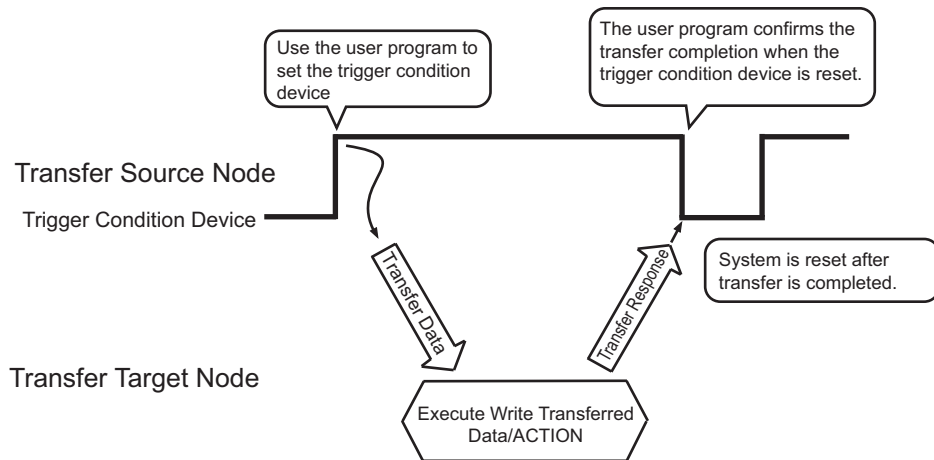 Use the user program to
set the trigger condition
device
The user program confirms the
transfer completion when the
trigger condition device is reset.
Transfer Source Node
Trigger Condition Device
Transfer Data
Transfer Response
System is reset after
transfer is completed.
Transfer Target Node
Execute Write Transferred
Data/ACTION